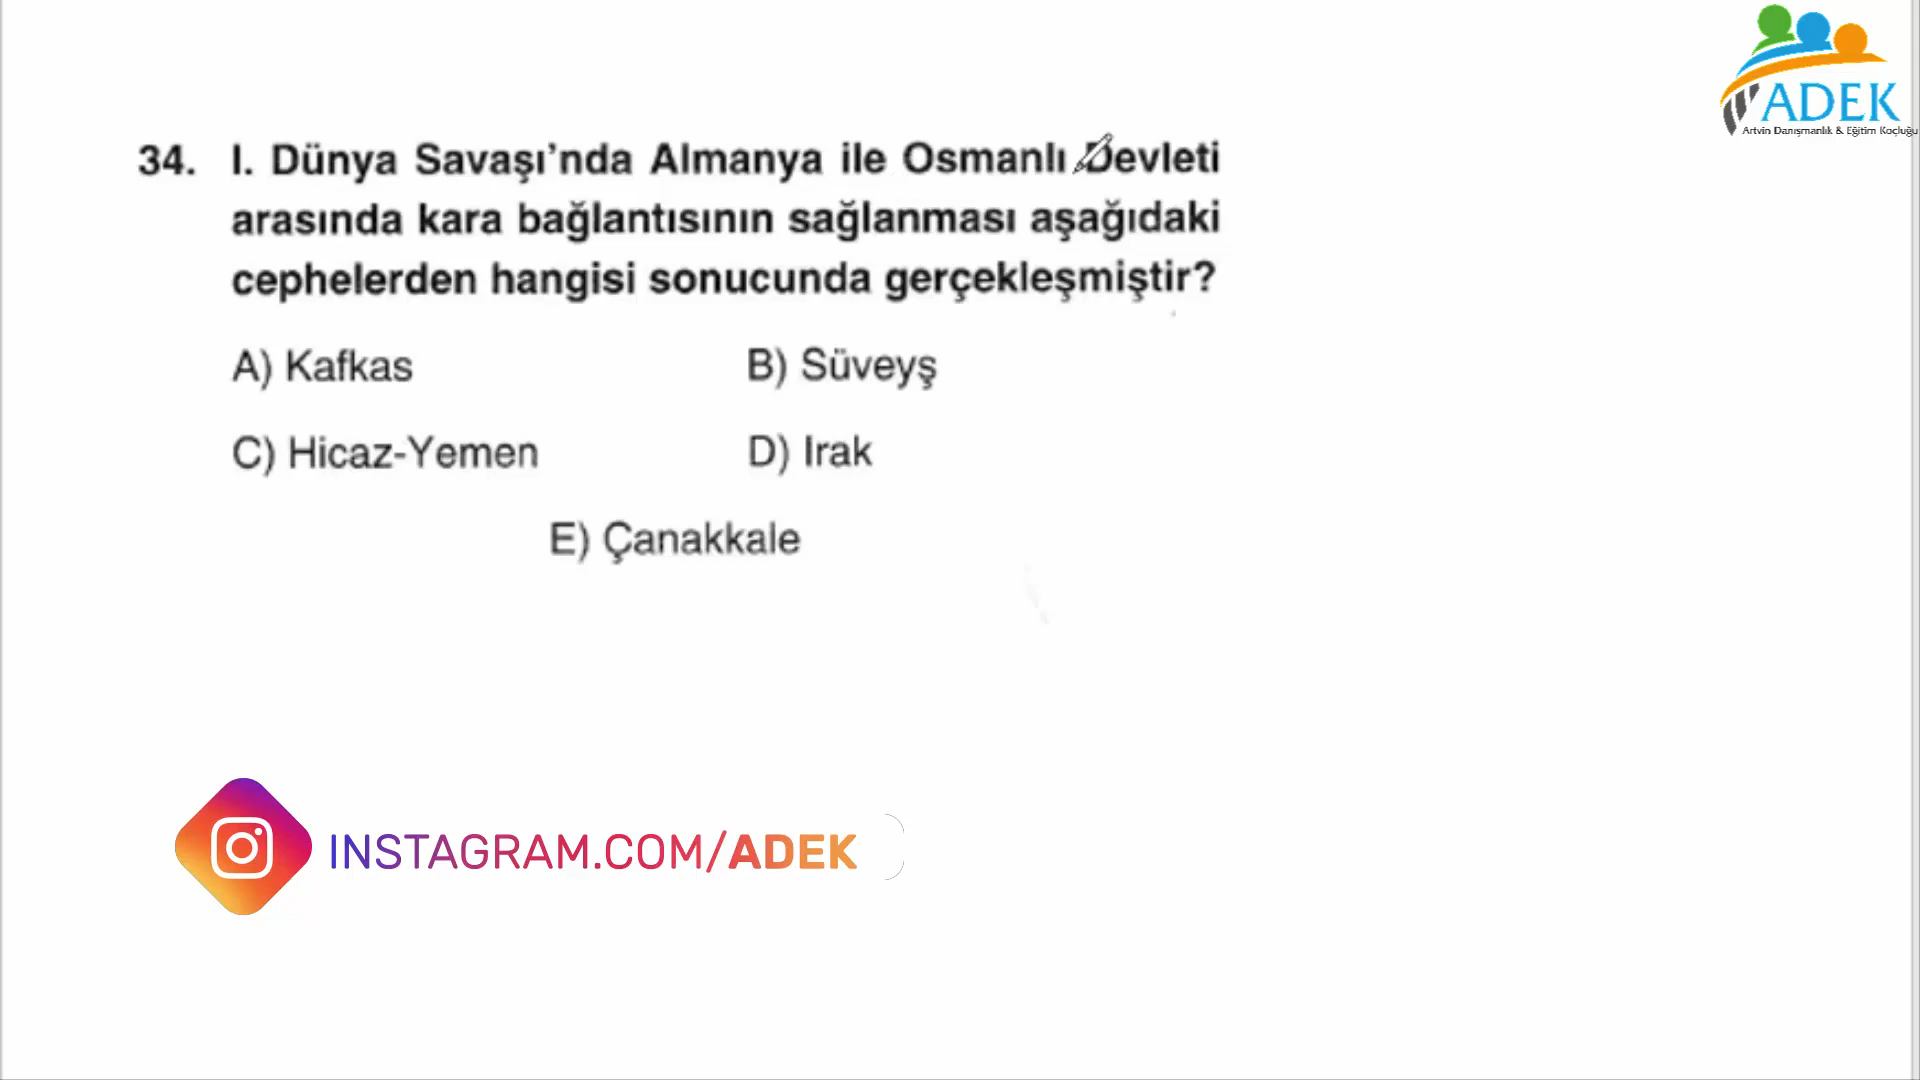 ADEK
Artvin Danışmanlık & Eğitim Koçluğu
34. I. Dünya Savaşı'nda Almanya ile Osmanlı Devleti
arasında kara bağlantısının sağlanması aşağıdaki
cephelerden hangisi sonucunda gerçekleşmiştir?
A) Kafkas B) Süveyş
C) Hicaz-Yemen D) Irak
E) Çanakkale
INSTAGRAM.COM/ADEK